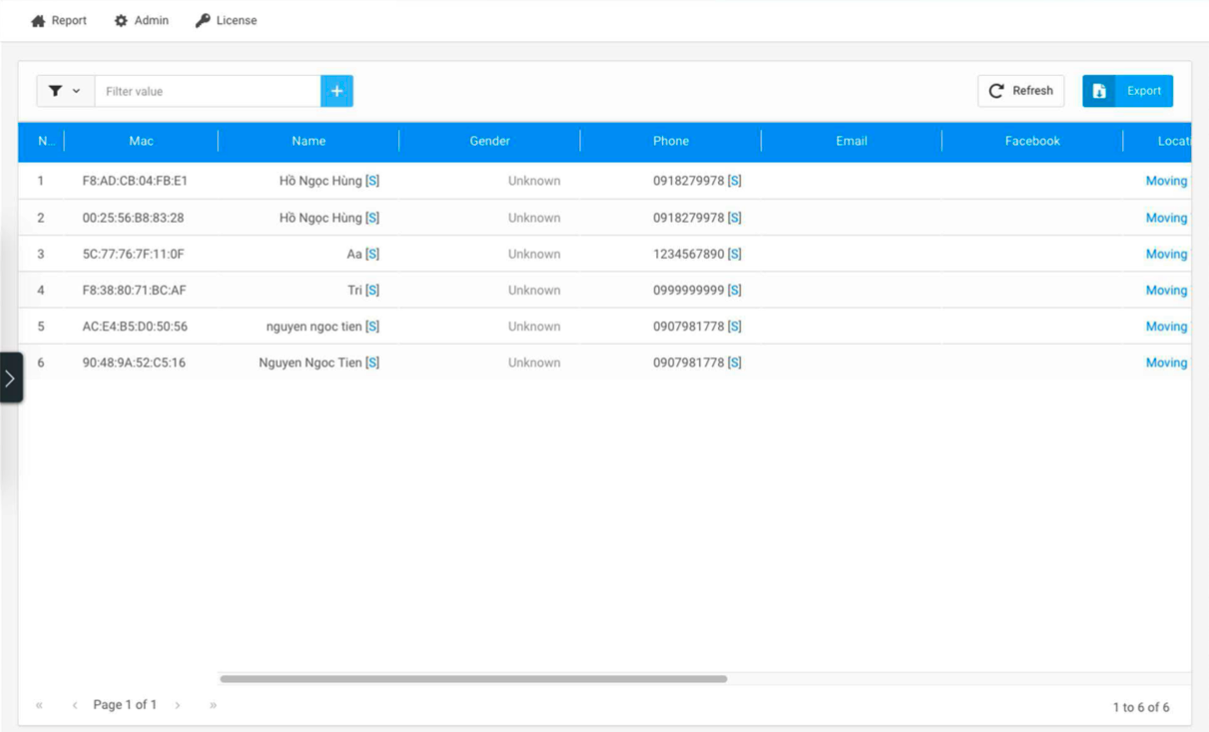 Report Admin License
Filter value + Refresh Export
N... Mac Name Gender Phone Email Facebook Locati
1 F8:AD:CB:04:FB:E1 Hồ Ngọc Hùng [S] Unknown 0918279978 [S] Moving
2 00:25:56:B8:83:28 Hồ Ngọc Hùng [S] Unknown 0918279978 [S] Moving
3 5C:77:76:7F:11:0F Aa [S] Unknown 1234567890 [S] Moving
4 F8:38:80:71:BC:AF Tri [S] Unknown 0999999999 [S] Moving
5 AC:E4:B5:D0:50:56 nguyen ngoc tien [S] Unknown 0907981778 [S] Moving
6 90:48:9A:52:C5:16 Nguyen Ngoc Tien [S] Unknown 0907981778 [S] Moving
« ‹ Page 1 of 1 › » 1 to 6 of 6